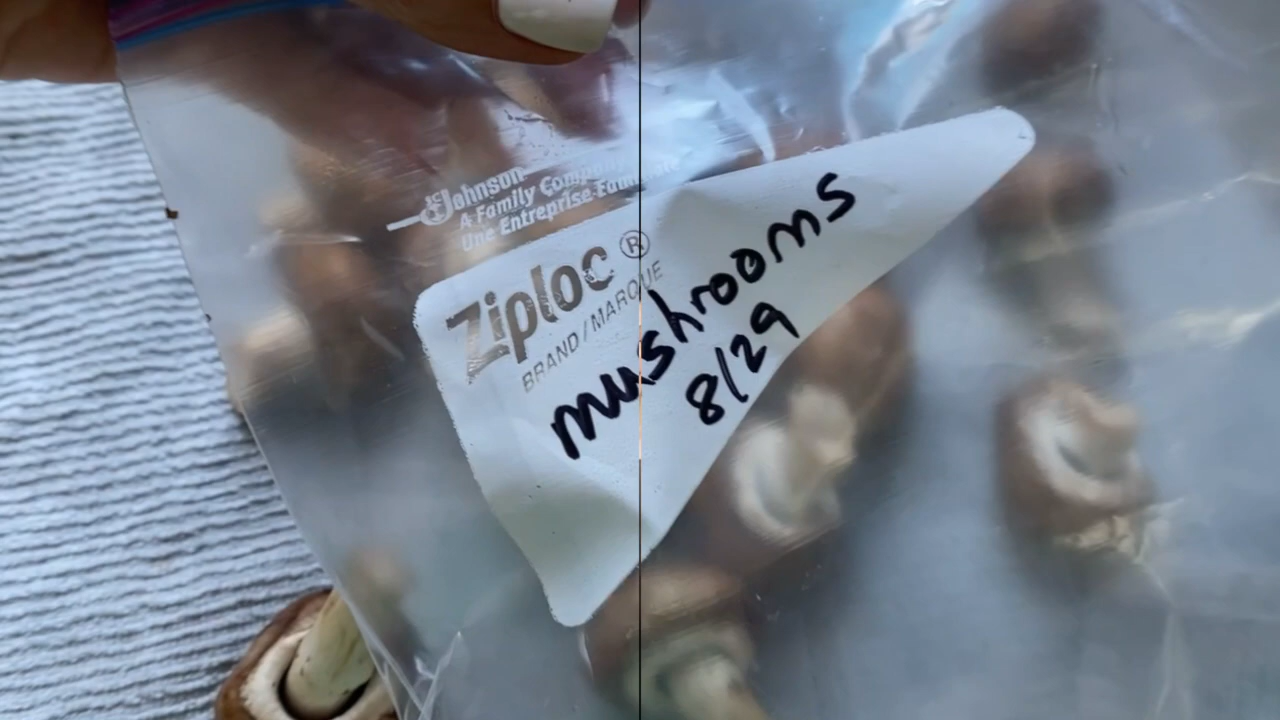 Johnson
A Family Company
Une Entreprise Familiale
Ziploc®
BRAND/MARQUE
mushrooms
8/29